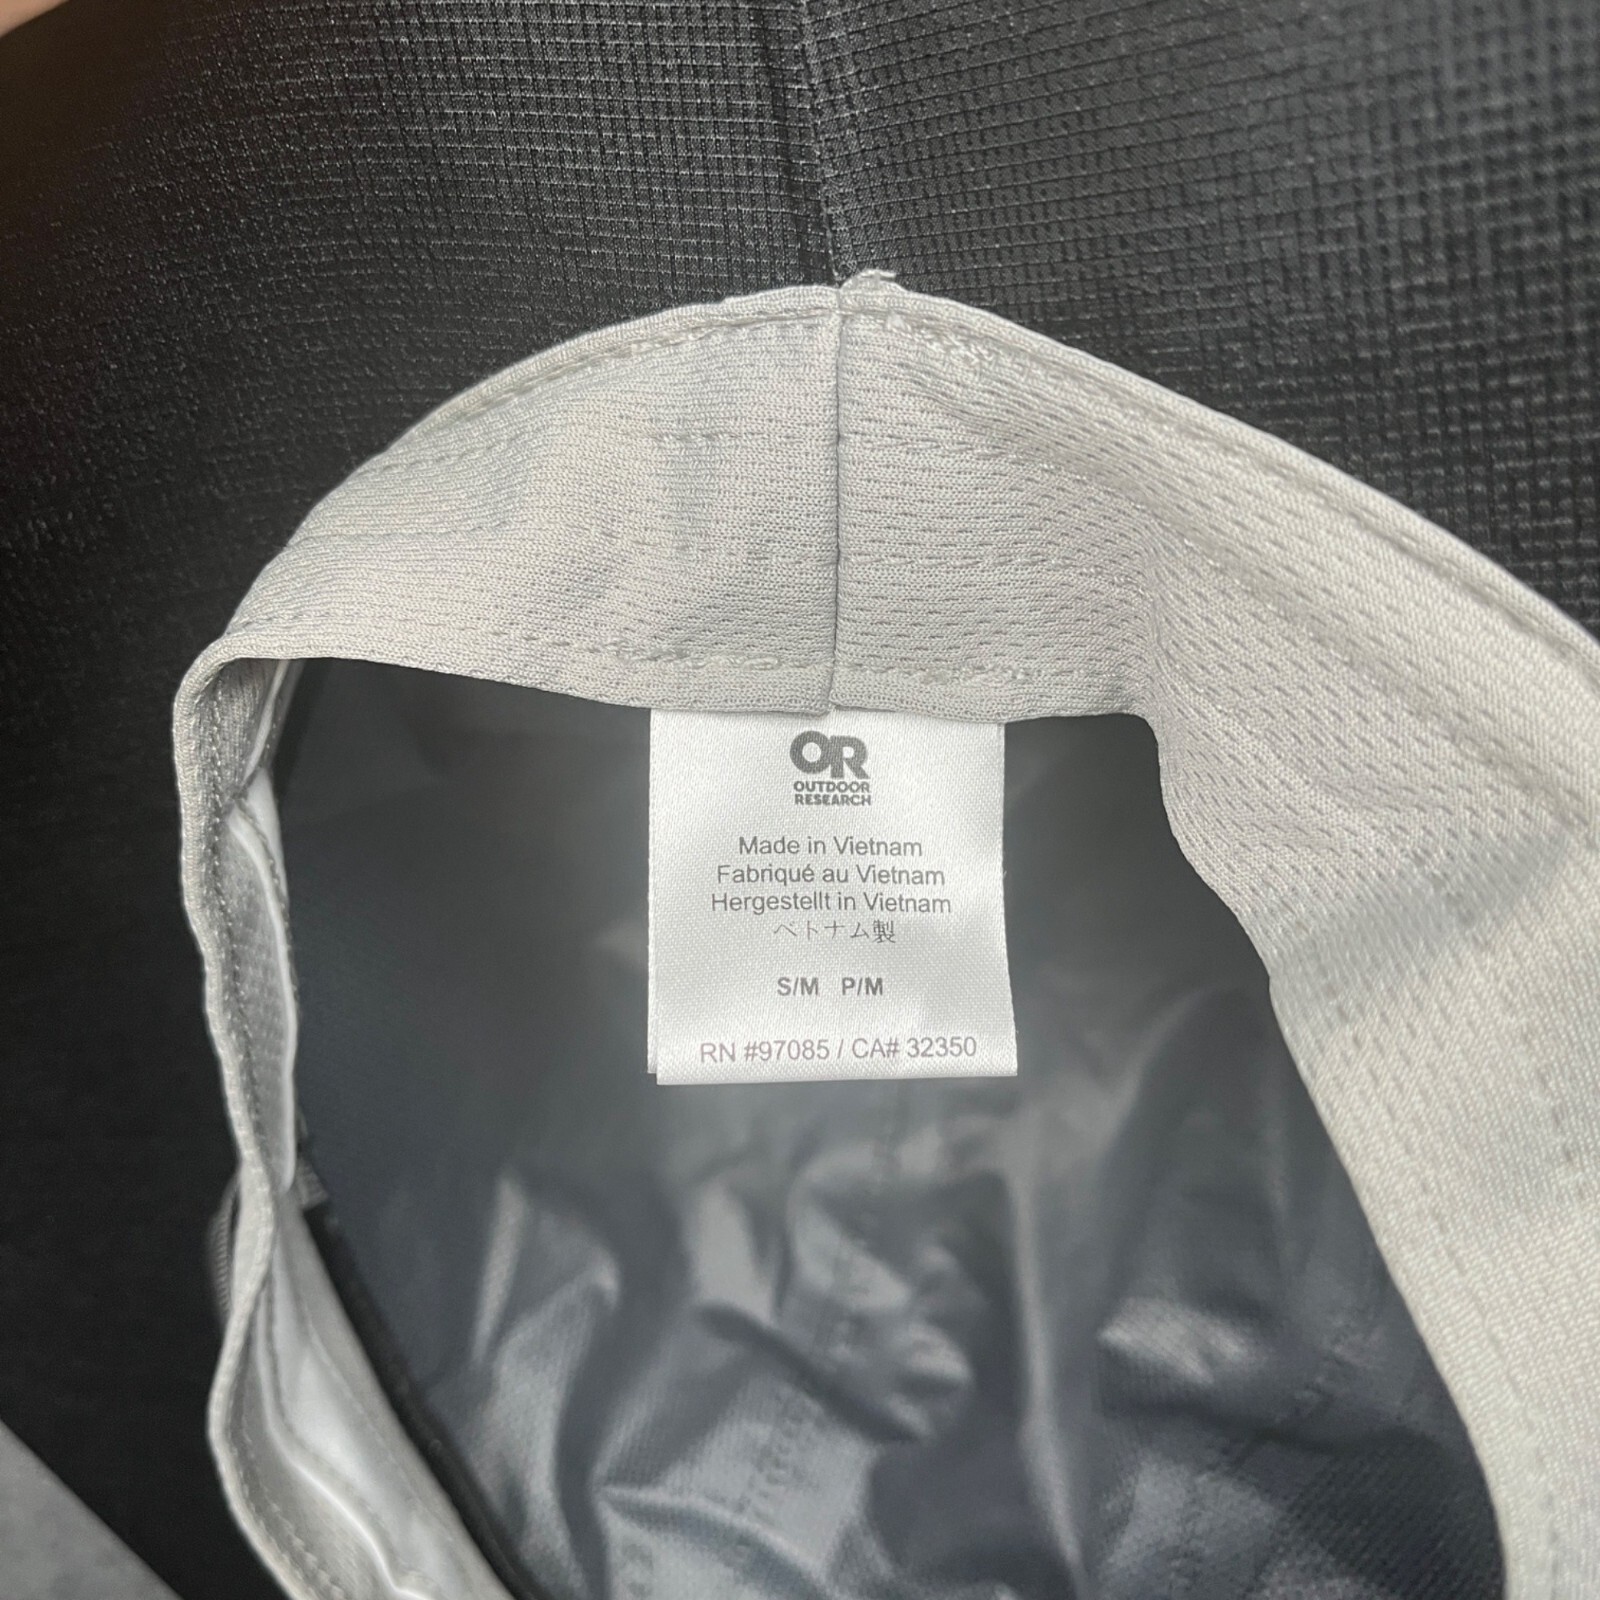 OR
OUTDOOR
RESEARCH
Made in Vietnam
Fabriqué au Vietnam
Hergestellt in Vietnam
ベトナム製
S/M P/M
RN #97085 / CA# 32350